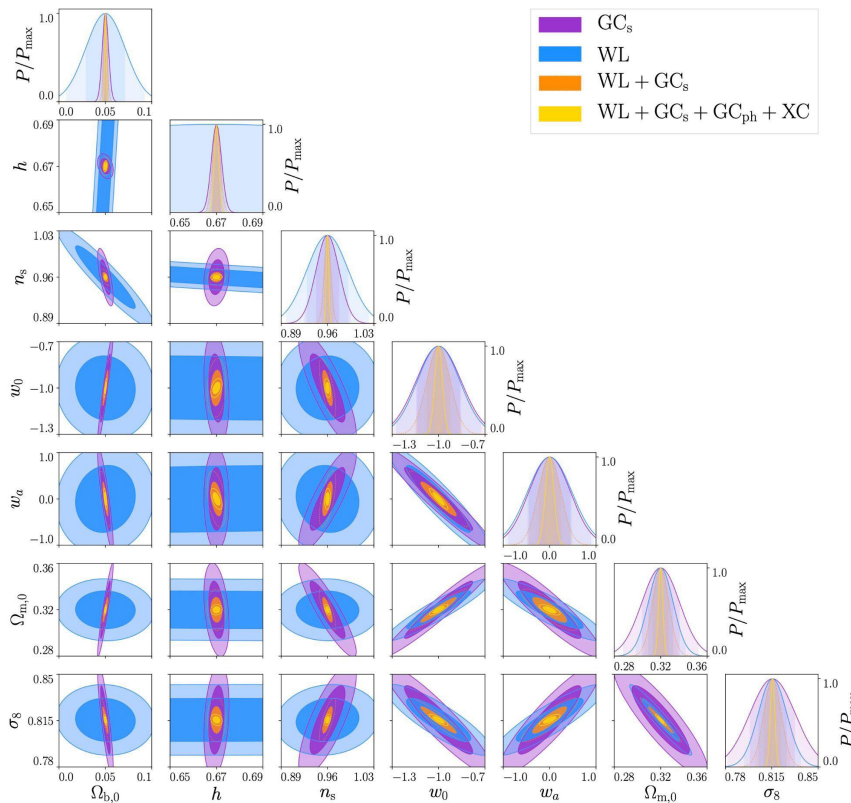 GCs
WL
WL + GCs
WL + GCs + GCph + XC
1.0
P/Pmax
0.0
0.0 0.05 0.1
0.69
h
0.67
0.65
1.0
P/Pmax
0.0
0.65 0.67 0.69
1.03
ns
0.96
0.89
1.0
P/Pmax
0.0
0.89 0.96 1.03
−0.7
w0
−1.0
−1.3
1.0
P/Pmax
0.0
−1.3 −1.0 −0.7
1.0
wa
0.0
−1.0
1.0
P/Pmax
0.0
−1.0 0.0 1.0
0.36
Ωm,0
0.32
0.28
1.0
P/Pmax
0.0
0.28 0.32 0.36
0.85
σ8
0.815
0.78
1.0
P/Pmax
0.0
0.0 0.05 0.1 0.65 0.67 0.69 0.89 0.96 1.03 −1.3 −1.0 −0.7 −1.0 0.0 1.0 0.28 0.32 0.36 0.78 0.815 0.85
Ωb,0 h ns w0 wa Ωm,0 σ8